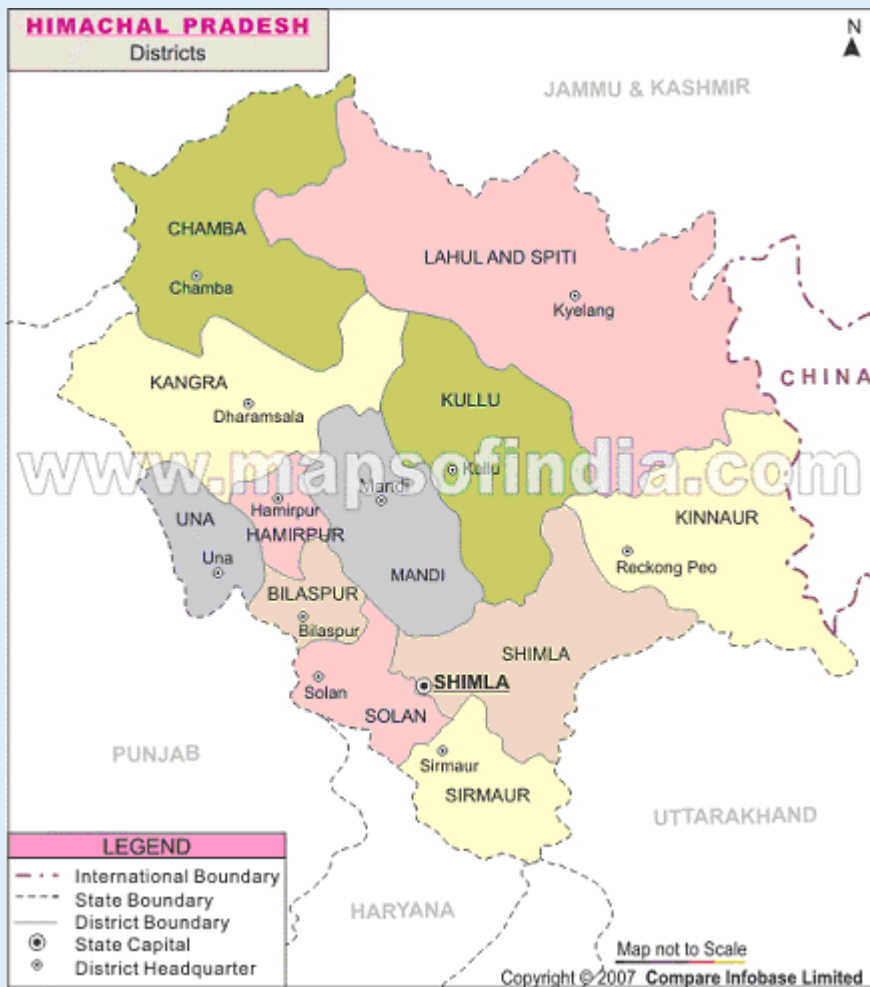 HIMACHAL PRADESH
Districts
N
JAMMU & KASHMIR
CHAMBA
Chamba
LAHUL AND SPITI
Kyelang
CHINA
KANGRA
Dharamsala
KULLU
Kullu
www.mapsofindia.com
Mandi
MANDI
Hamirpur
HAMIRPUR
UNA
Una
KINNAUR
Reckong Peo
BILASPUR
Bilaspur
SHIMLA
SHIMLA
Solan
SOLAN
Sirmaur
SIRMAUR
PUNJAB
UTTARAKHAND
HARYANA
LEGEND
International Boundary
State Boundary
District Boundary
State Capital
District Headquarter
Map not to Scale
Copyright © 2007 Compare Infobase Limited